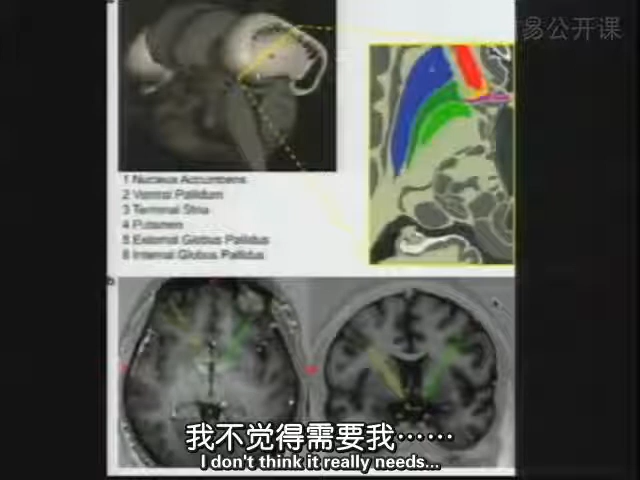 易公开课
1 Nucleus Accumbens
2 Ventral Pallidum
3 Terminal Stria
4 Putamen
5 External Globus Pallidus
6 Internal Globus Pallidus
b
我不觉得需要我……
I don't think it really needs...